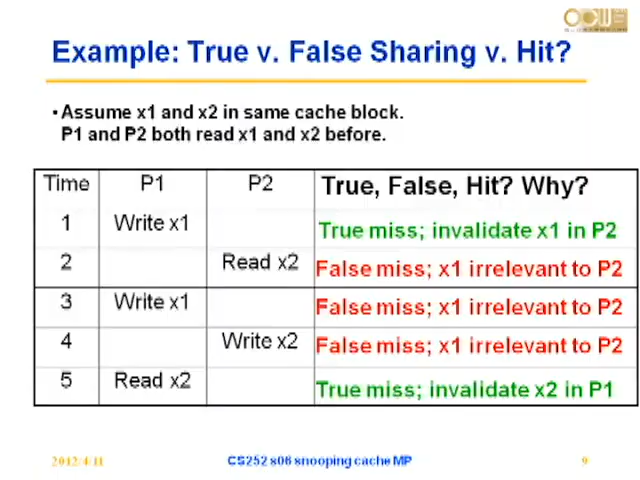 Example: True v. False Sharing v. Hit?
• Assume x1 and x2 in same cache block.
P1 and P2 both read x1 and x2 before.
Time P1 P2 True, False, Hit? Why?
1 Write x1 True miss; invalidate x1 in P2
2 Read x2 False miss; x1 irrelevant to P2
3 Write x1 False miss; x1 irrelevant to P2
4 Write x2 False miss; x1 irrelevant to P2
5 Read x2 True miss; invalidate x2 in P1
2012/4/11 CS252 s06 snooping cache MP 9